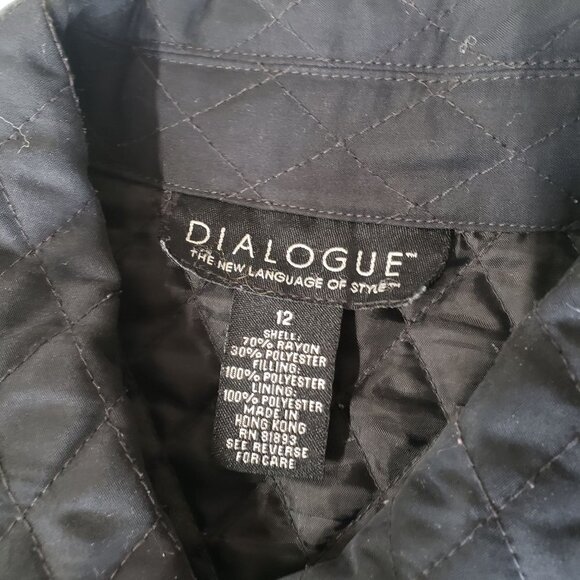 DIALOGUE™
THE NEW LANGUAGE OF STYLE™
12
SHELL:
70% RAYON
30% POLYESTER
FILLING:
100% POLYESTER
LINING:
100% POLYESTER
MADE IN
HONG KONG
RN 81893
SEE REVERSE
FOR CARE